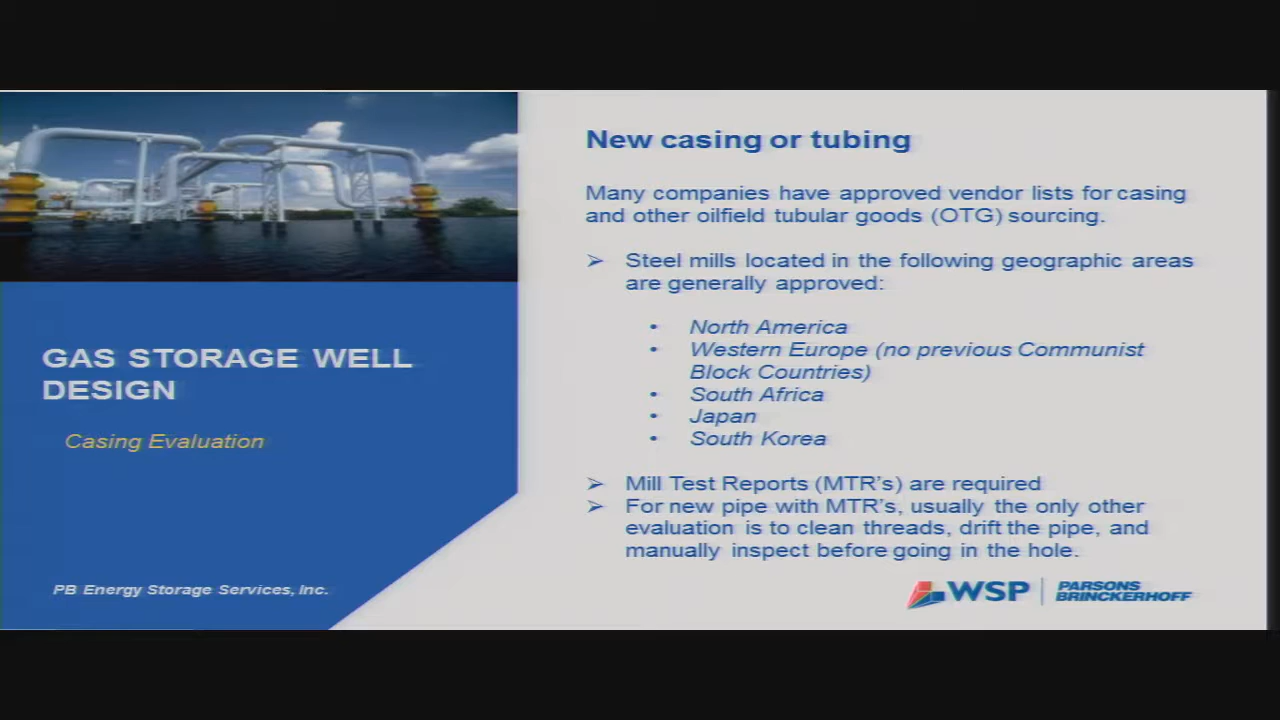 GAS STORAGE WELL
DESIGN
Casing Evaluation
PB Energy Storage Services, Inc.
New casing or tubing
Many companies have approved vendor lists for casing
and other oilfield tubular goods (OTG) sourcing.
➢ Steel mills located in the following geographic areas
are generally approved:
• North America
• Western Europe (no previous Communist
Block Countries)
• South Africa
• Japan
• South Korea
➢ Mill Test Reports (MTR's) are required
➢ For new pipe with MTR's, usually the only other
evaluation is to clean threads, drift the pipe, and
manually inspect before going in the hole.
WSP | PARSONS
BRINCKERHOFF